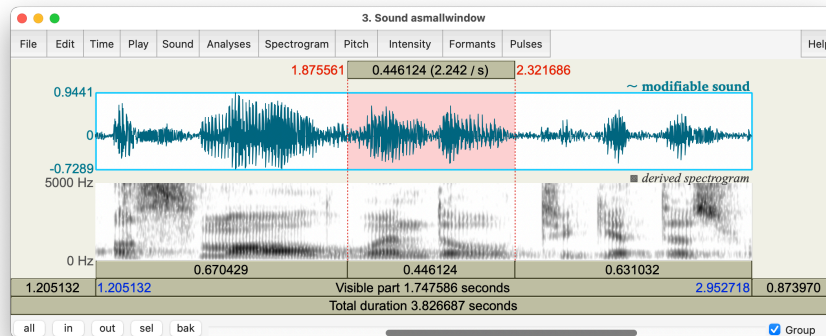 3. Sound asmallwindow
File Edit Time Play Sound Analyses Spectrogram Pitch Intensity Formants Pulses Help
1.875561 0.446124 (2.242 / s) 2.321686
0.9441 ~ modifiable sound
0
-0.7289
5000 Hz ■ derived spectrogram
0 Hz
0.670429 0.446124 0.631032
1.205132 1.205132 Visible part 1.747586 seconds 2.952718 0.873970
Total duration 3.826687 seconds
all in out sel bak Group